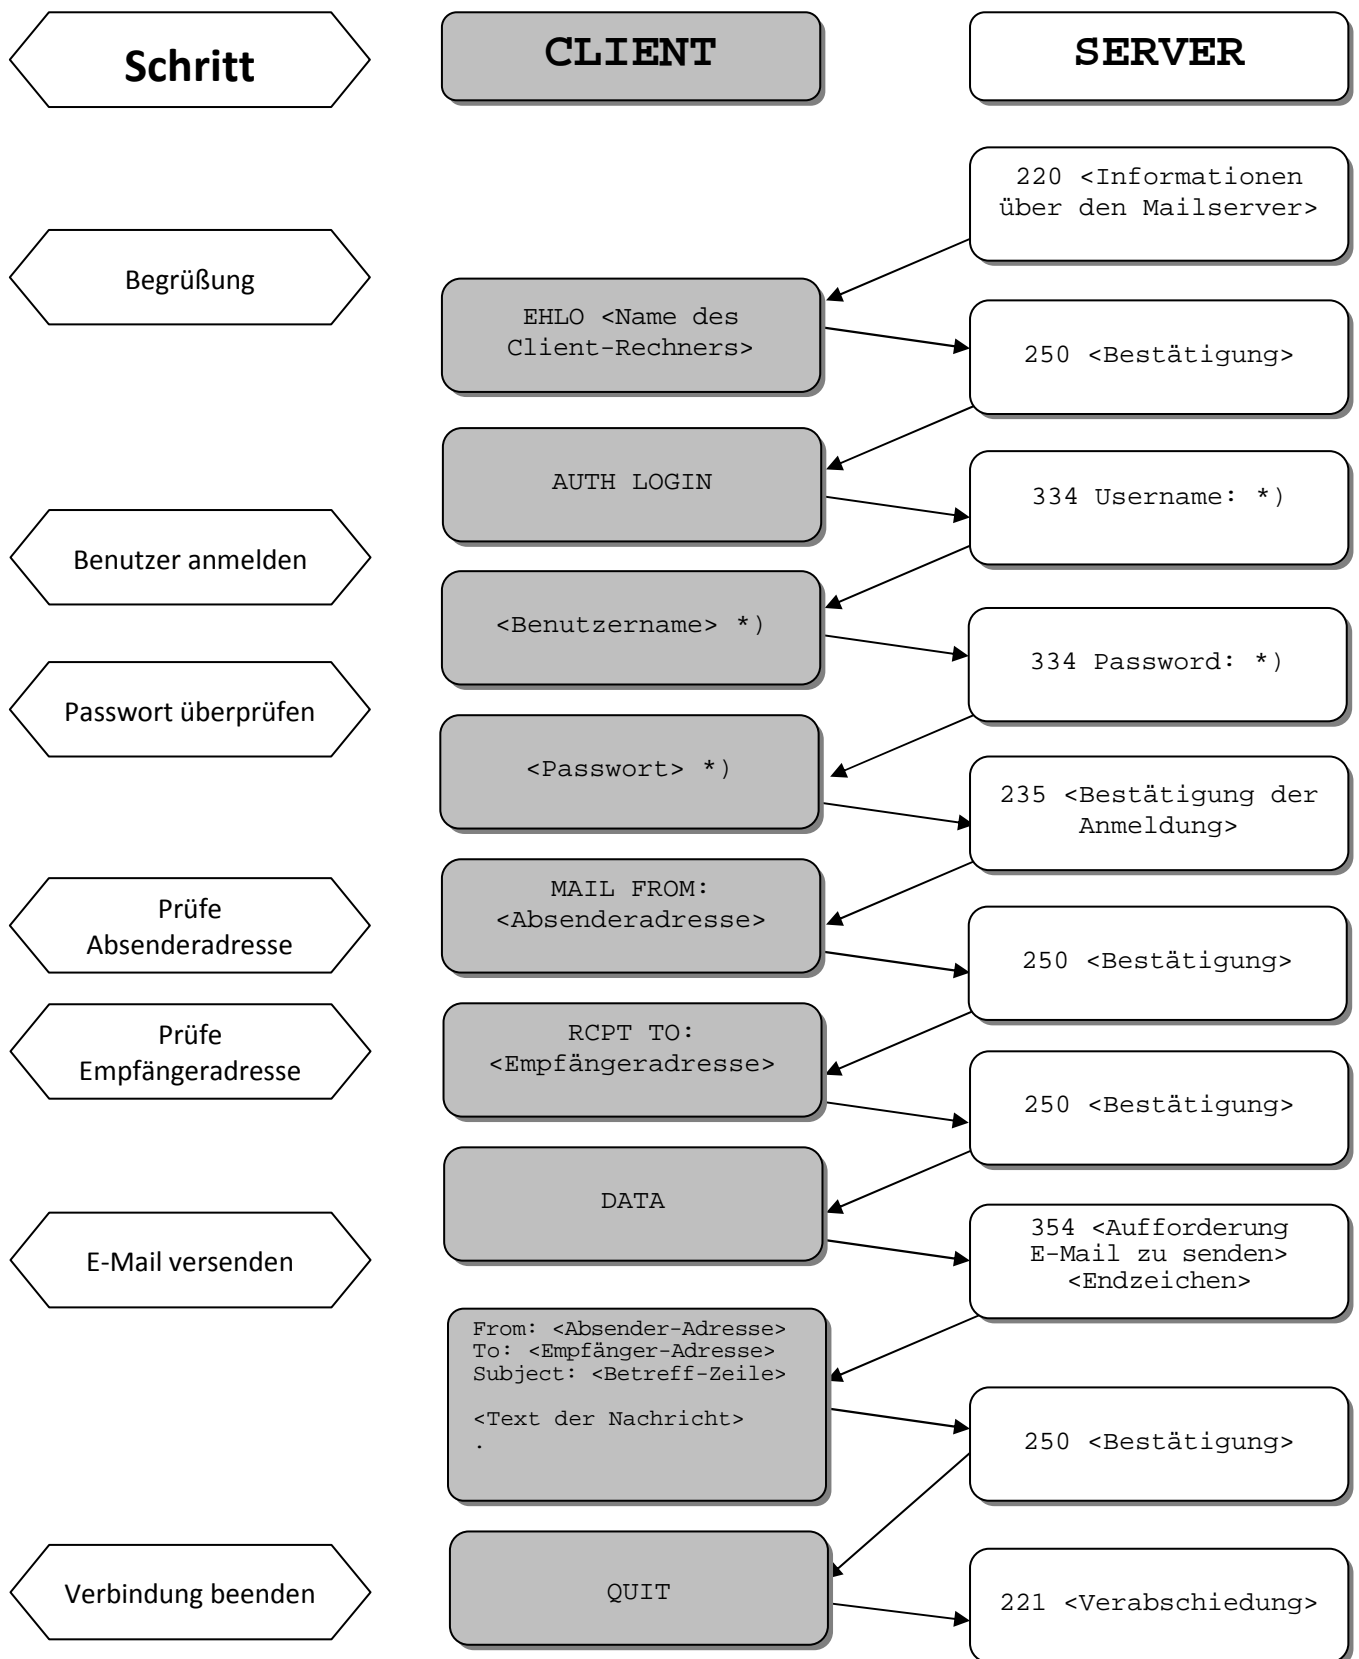 Schritt
CLIENT
SERVER
220 <Informationen
über den Mailserver>
Begrüßung
EHLO <Name des
Client-Rechners>
250 <Bestätigung>
AUTH LOGIN
334 Username: *)
Benutzer anmelden
<Benutzername> *)
334 Password: *)
Passwort überprüfen
<Passwort> *)
235 <Bestätigung der
Anmeldung>
Prüfe
Absenderadresse
MAIL FROM:
<Absenderadresse>
250 <Bestätigung>
Prüfe
Empfängeradresse
RCPT TO:
<Empfängeradresse>
250 <Bestätigung>
DATA
E-Mail versenden
354 <Aufforderung
E-Mail zu senden>
<Endzeichen>
From: <Absender-Adresse>
To: <Empfänger-Adresse>
Subject: <Betreff-Zeile>
<Text der Nachricht>
.
250 <Bestätigung>
Verbindung beenden
QUIT
221 <Verabschiedung>